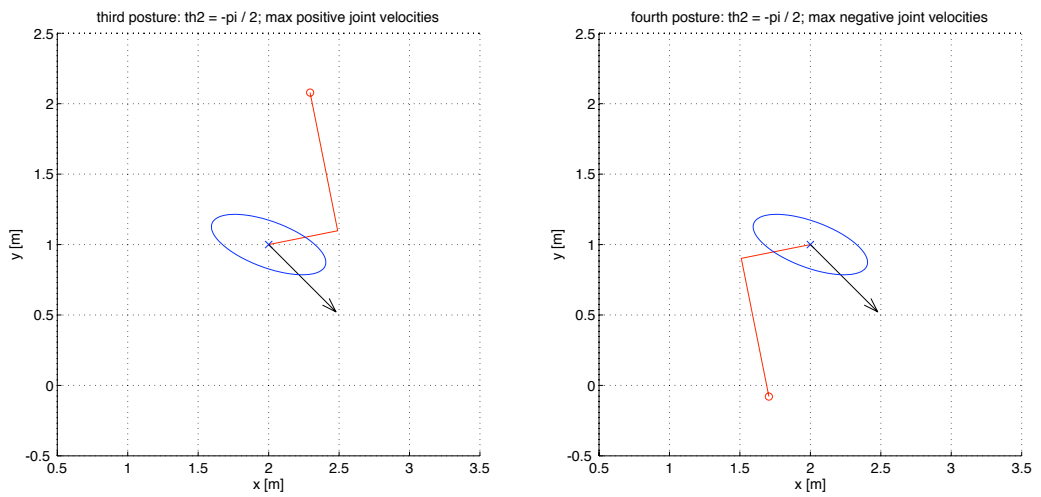 third posture: th2 = -pi / 2; max positive joint velocities
2.5
2
1.5
1
0.5
0
-0.5
y [m]
0.5 1 1.5 2 2.5 3 3.5
x [m]
fourth posture: th2 = -pi / 2; max negative joint velocities
2.5
2
1.5
1
0.5
0
-0.5
y [m]
0.5 1 1.5 2 2.5 3 3.5
x [m]